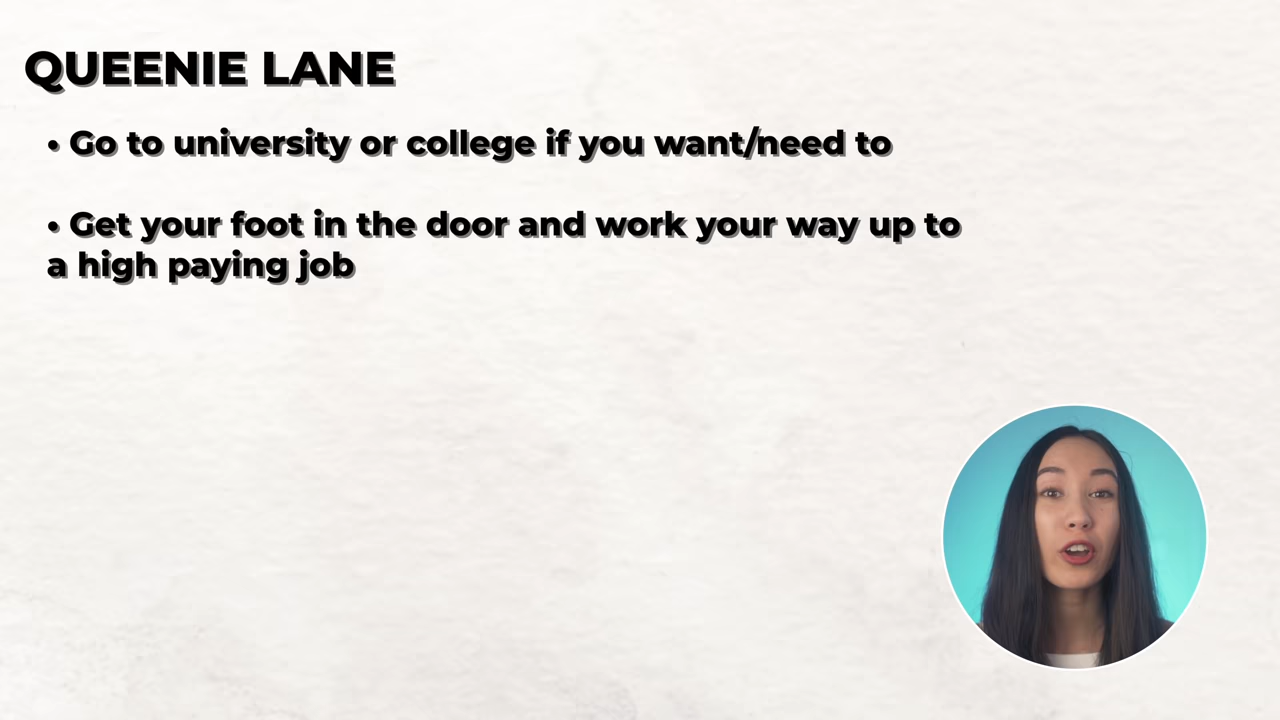 QUEENIE LANE
• Go to university or college if you want/need to
• Get your foot in the door and work your way up to
a high paying job